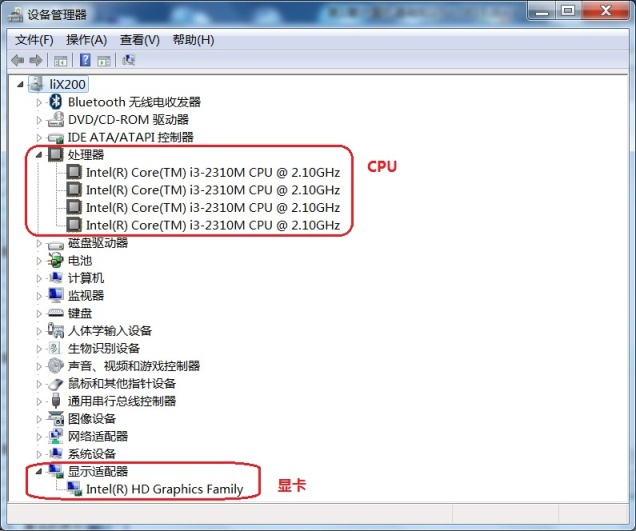 设备管理器
文件(F) 操作(A) 查看(V) 帮助(H)
liX200
Bluetooth 无线电收发器
DVD/CD-ROM 驱动器
IDE ATA/ATAPI 控制器
处理器
CPU
Intel(R) Core(TM) i3-2310M CPU @ 2.10GHz
Intel(R) Core(TM) i3-2310M CPU @ 2.10GHz
Intel(R) Core(TM) i3-2310M CPU @ 2.10GHz
Intel(R) Core(TM) i3-2310M CPU @ 2.10GHz
磁盘驱动器
电池
计算机
监视器
键盘
人体学输入设备
生物识别设备
声音、视频和游戏控制器
鼠标和其他指针设备
通用串行总线控制器
图像设备
网络适配器
系统设备
显示适配器
Intel(R) HD Graphics Family
显卡